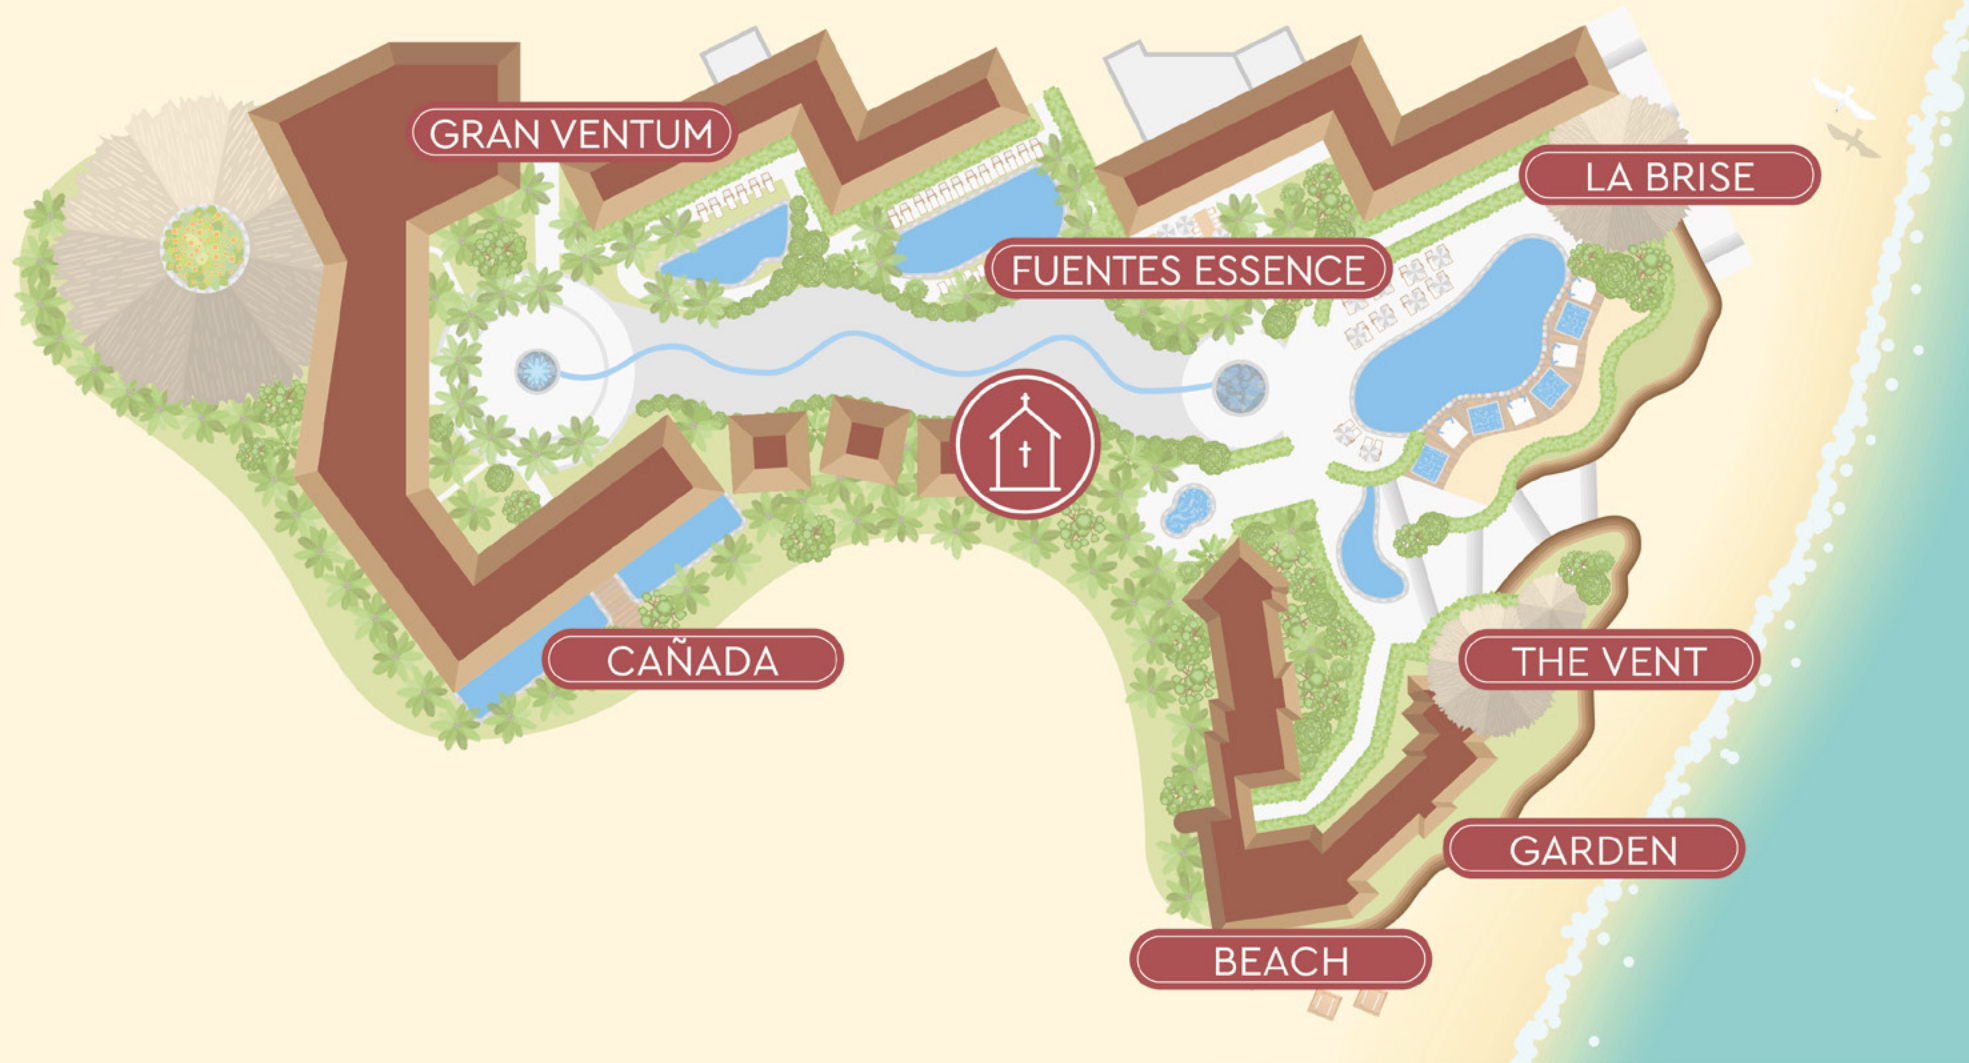 GRAN VENTUM
LA BRISE
FUENTES ESSENCE
CAÑADA
THE VENT
GARDEN
BEACH